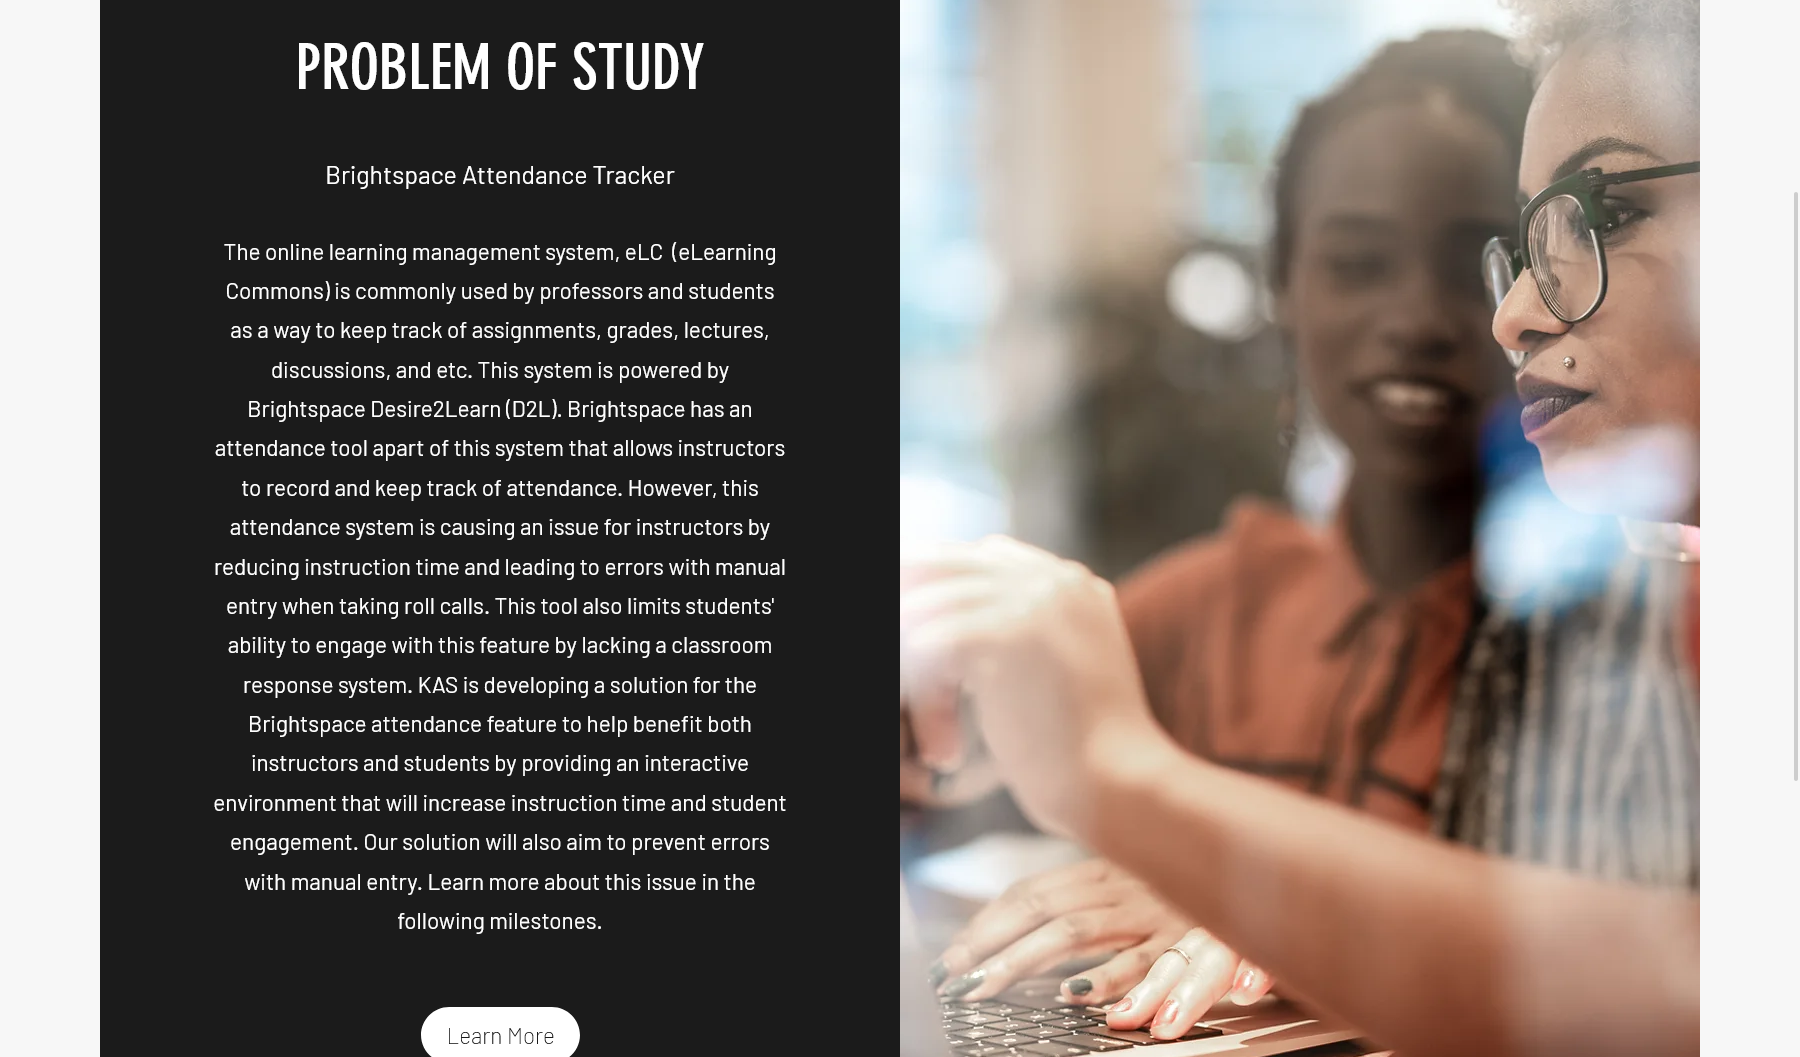 PROBLEM OF STUDY
Brightspace Attendance Tracker
The online learning management system, eLC  (eLearning
Commons) is commonly used by professors and students
as a way to keep track of assignments, grades, lectures,
discussions, and etc. This system is powered by
Brightspace Desire2Learn (D2L). Brightspace has an
attendance tool apart of this system that allows instructors
to record and keep track of attendance. However, this
attendance system is causing an issue for instructors by
reducing instruction time and leading to errors with manual
entry when taking roll calls. This tool also limits students'
ability to engage with this feature by lacking a classroom
response system. KAS is developing a solution for the
Brightspace attendance feature to help benefit both
instructors and students by providing an interactive
environment that will increase instruction time and student
engagement. Our solution will also aim to prevent errors
with manual entry. Learn more about this issue in the
following milestones.
Learn More